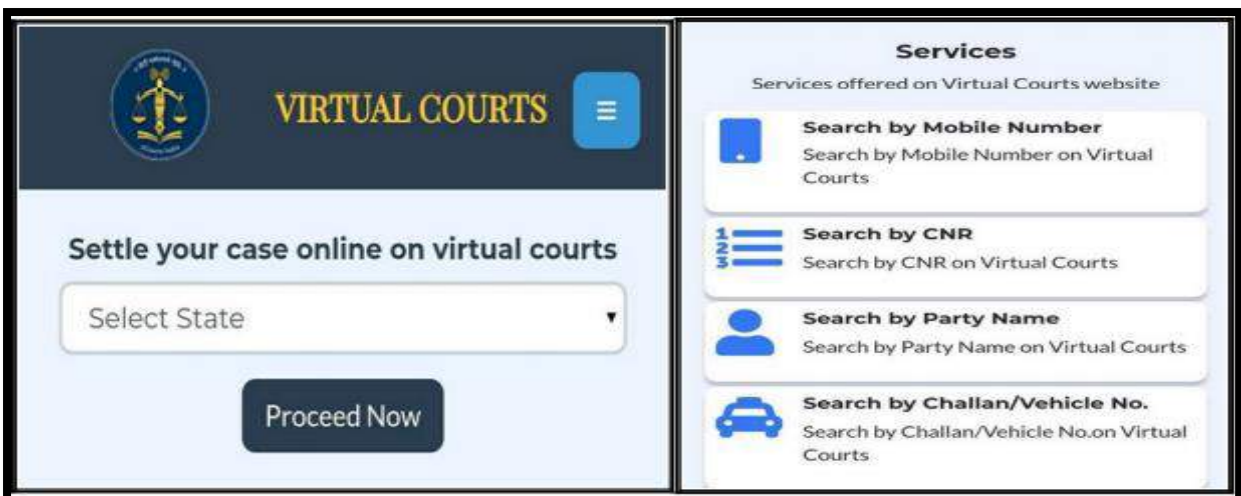 VIRTUAL COURTS
Settle your case online on virtual courts
Select State
Proceed Now
Services
Services offered on Virtual Courts website
Search by Mobile Number
Search by Mobile Number on Virtual
Courts
1
2
3
Search by CNR
Search by CNR on Virtual Courts
Search by Party Name
Search by Party Name on Virtual Courts
Search by Challan/Vehicle No.
Search by Challan/Vehicle No.on Virtual
Courts